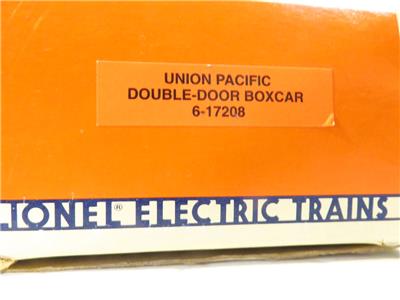 UNION PACIFIC
DOUBLE-DOOR BOXCAR
6-17208
LIONEL® ELECTRIC TRAINS